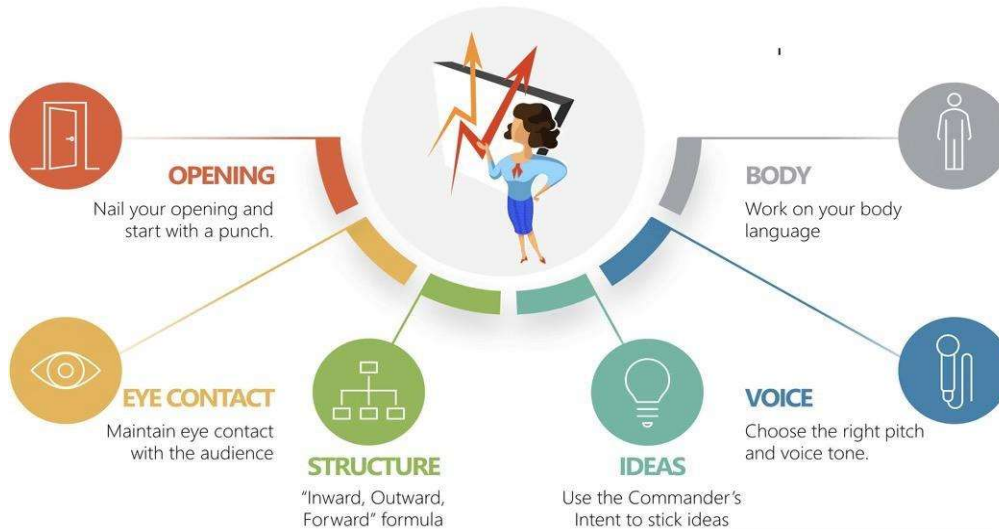 OPENING
Nail your opening and
start with a punch.
EYE CONTACT
Maintain eye contact
with the audience
STRUCTURE
“Inward, Outward,
Forward” formula
IDEAS
Use the Commander’s
Intent to stick ideas
VOICE
Choose the right pitch
and voice tone.
BODY
Work on your body
language